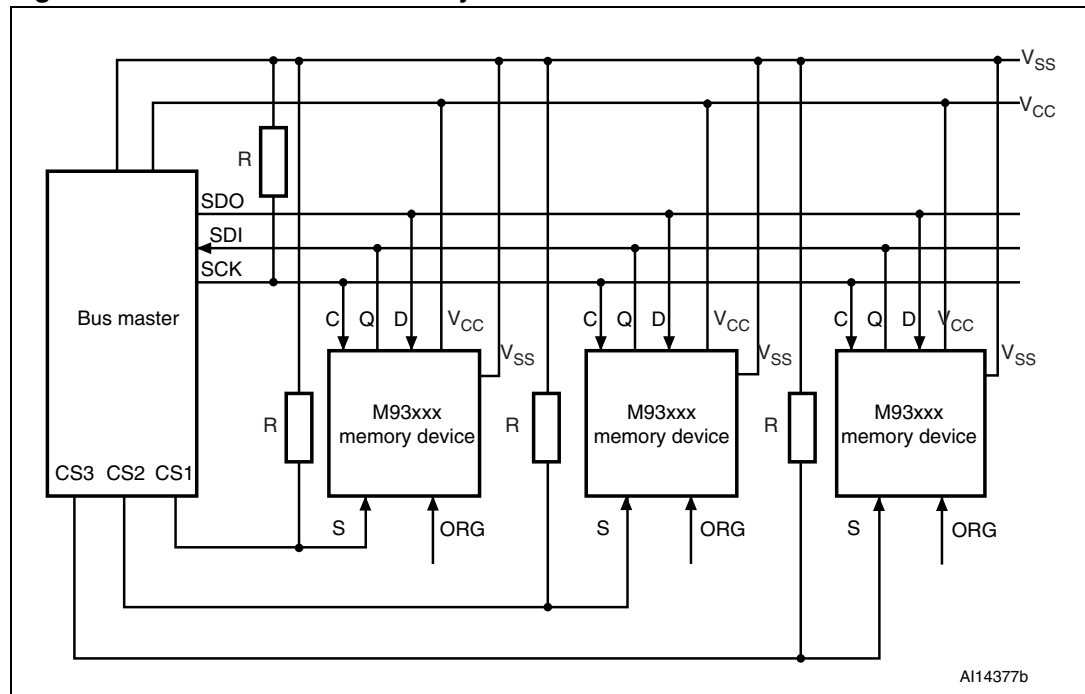 VSS
VCC
R
SDO
SDI
SCK
Bus master
C Q D VCC
VSS
C Q D VCC
VSS
C Q D VCC
VSS
R
M93xxx
memory device
R
M93xxx
memory device
R
M93xxx
memory device
CS3 CS2 CS1
S
ORG
S
ORG
S
ORG
AI14377b